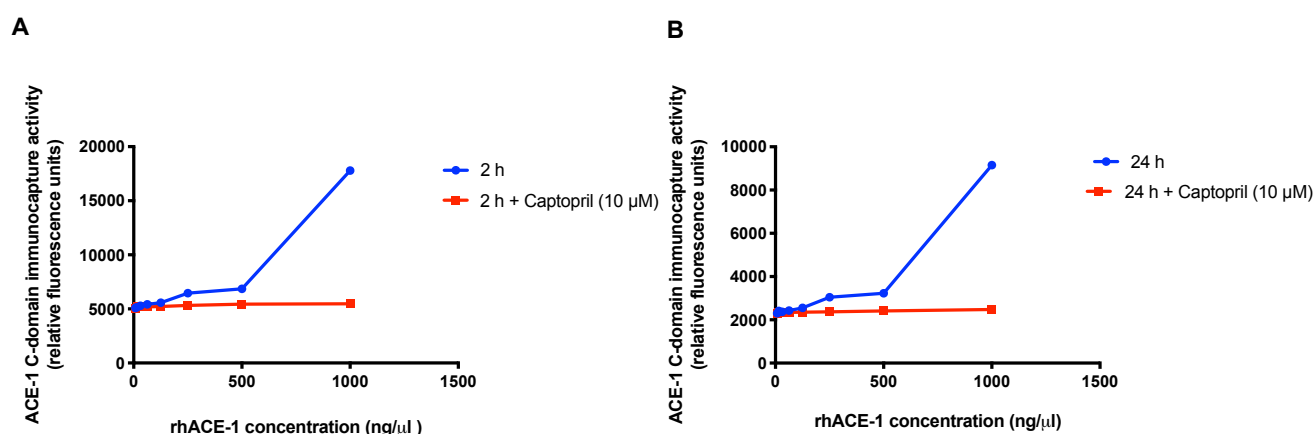 A
ACE-1 C-domain immunocapture activity
(relative fluorescence units)
20000
15000
10000
5000
0
0
500
1000
1500
rhACE-1 concentration (ng/μl )
2 h
2 h + Captopril (10 µM)
B
ACE-1 C-domain immunocapture activity
(relative fluorescence units)
10000
8000
6000
4000
2000
0
0
500
1000
1500
rhACE-1 concentration (ng/μl)
24 h
24 h + Captopril (10 µM)